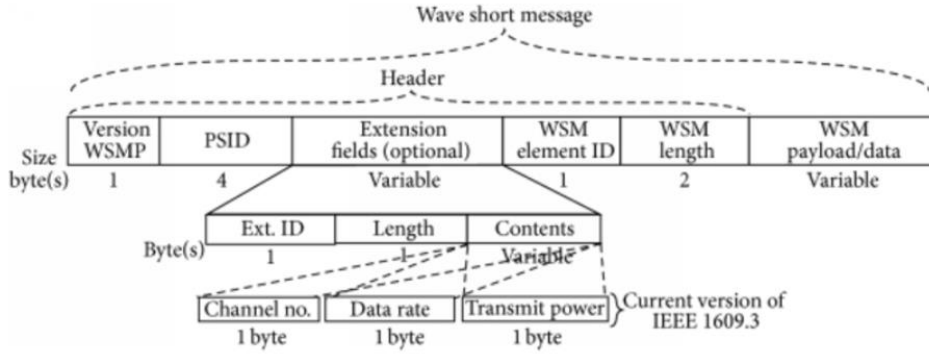 Wave short message
Header
Version WSMP
PSID
Extension fields (optional)
WSM element ID
WSM length
WSM payload/data
Size byte(s)
1
4
Variable
1
2
Variable
Ext. ID
Length
Contents
Byte(s)
1
1
Variable
Channel no.
Data rate
Transmit power
Current version of IEEE 1609.3
1 byte
1 byte
1 byte